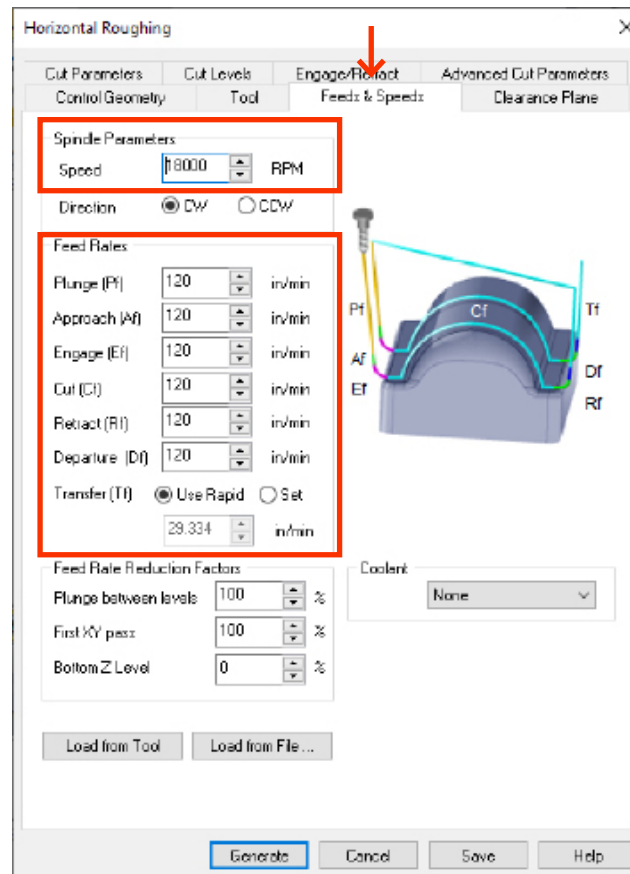 Horizontal Roughing
Cut Parameters Cut Levels Engage/Retract Advanced Cut Parameters
Control Geometry Tool Feeds & Speeds Clearance Plane
Spindle Parameters
Speed 18000 RPM
Direction CW CCW
Feed Rates
Plunge (Pf) 120 in/min
Approach (Af) 120 in/min
Engage (Ef) 120 in/min
Cut (Cf) 120 in/min
Retract (Rf) 120 in/min
Departure (Df) 120 in/min
Transfer (Tf) Use Rapid Set
29.334 in/min
Pf Cf Tf
Af Df
Ef Rf
Feed Rate Reduction Factors
Plunge between levels 100 %
First XY pass 100 %
Bottom Z Level 0 %
Coolant
None
Load from Tool Load from File ...
Generate Cancel Save Help